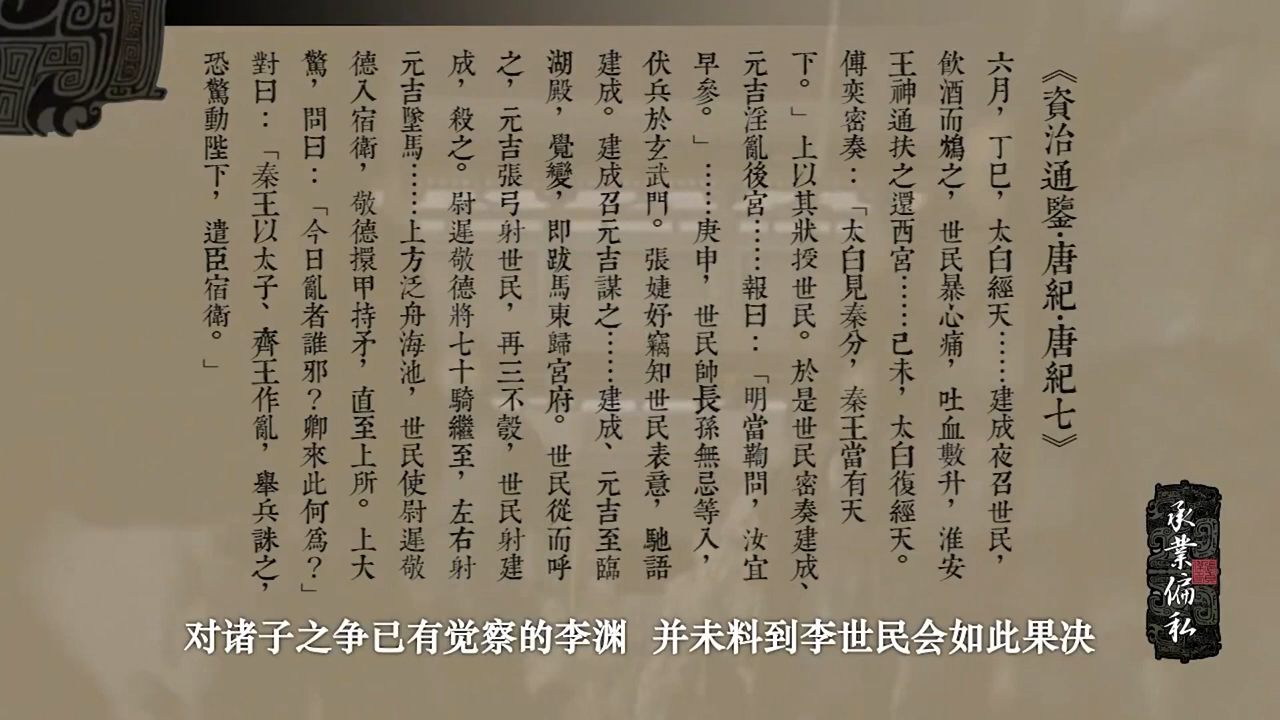 《資治通鑒·唐紀·唐紀七》
六月，丁巳，太白經天……建成夜召世民，
飲酒而鴆之，世民暴心痛，吐血數升，淮安
王神通扶之還西宮……己未，太白復經天。
傅奕密奏：「太白見秦分，秦王當有天
下。」上以其狀授世民。於是世民密奏建成、
元吉淫亂後宮……報曰：「明當鞫問，汝宜
早參。」……庚申，世民帥長孫無忌等入，
伏兵於玄武門。張婕妤竊知世民表意，馳語
建成。建成召元吉謀之……建成、元吉至臨
湖殿，覺變，即跋馬東歸宮府。世民從而呼
之，元吉張弓射世民，再三不彀，世民射建
成，殺之。尉遲敬德將七十騎繼至，左右射
元吉墜馬……上方泛舟海池，世民使尉遲敬
德入宿衛，敬德擐甲持矛，直至上所。上大
驚，問曰：「今日亂者誰邪？卿來此何為？」
對曰：「秦王以太子、齊王作亂，舉兵誅之，
恐驚動陛下，遣臣宿衛。」
承業偏私
对诸子之争已有觉察的李渊 并未料到李世民会如此果决